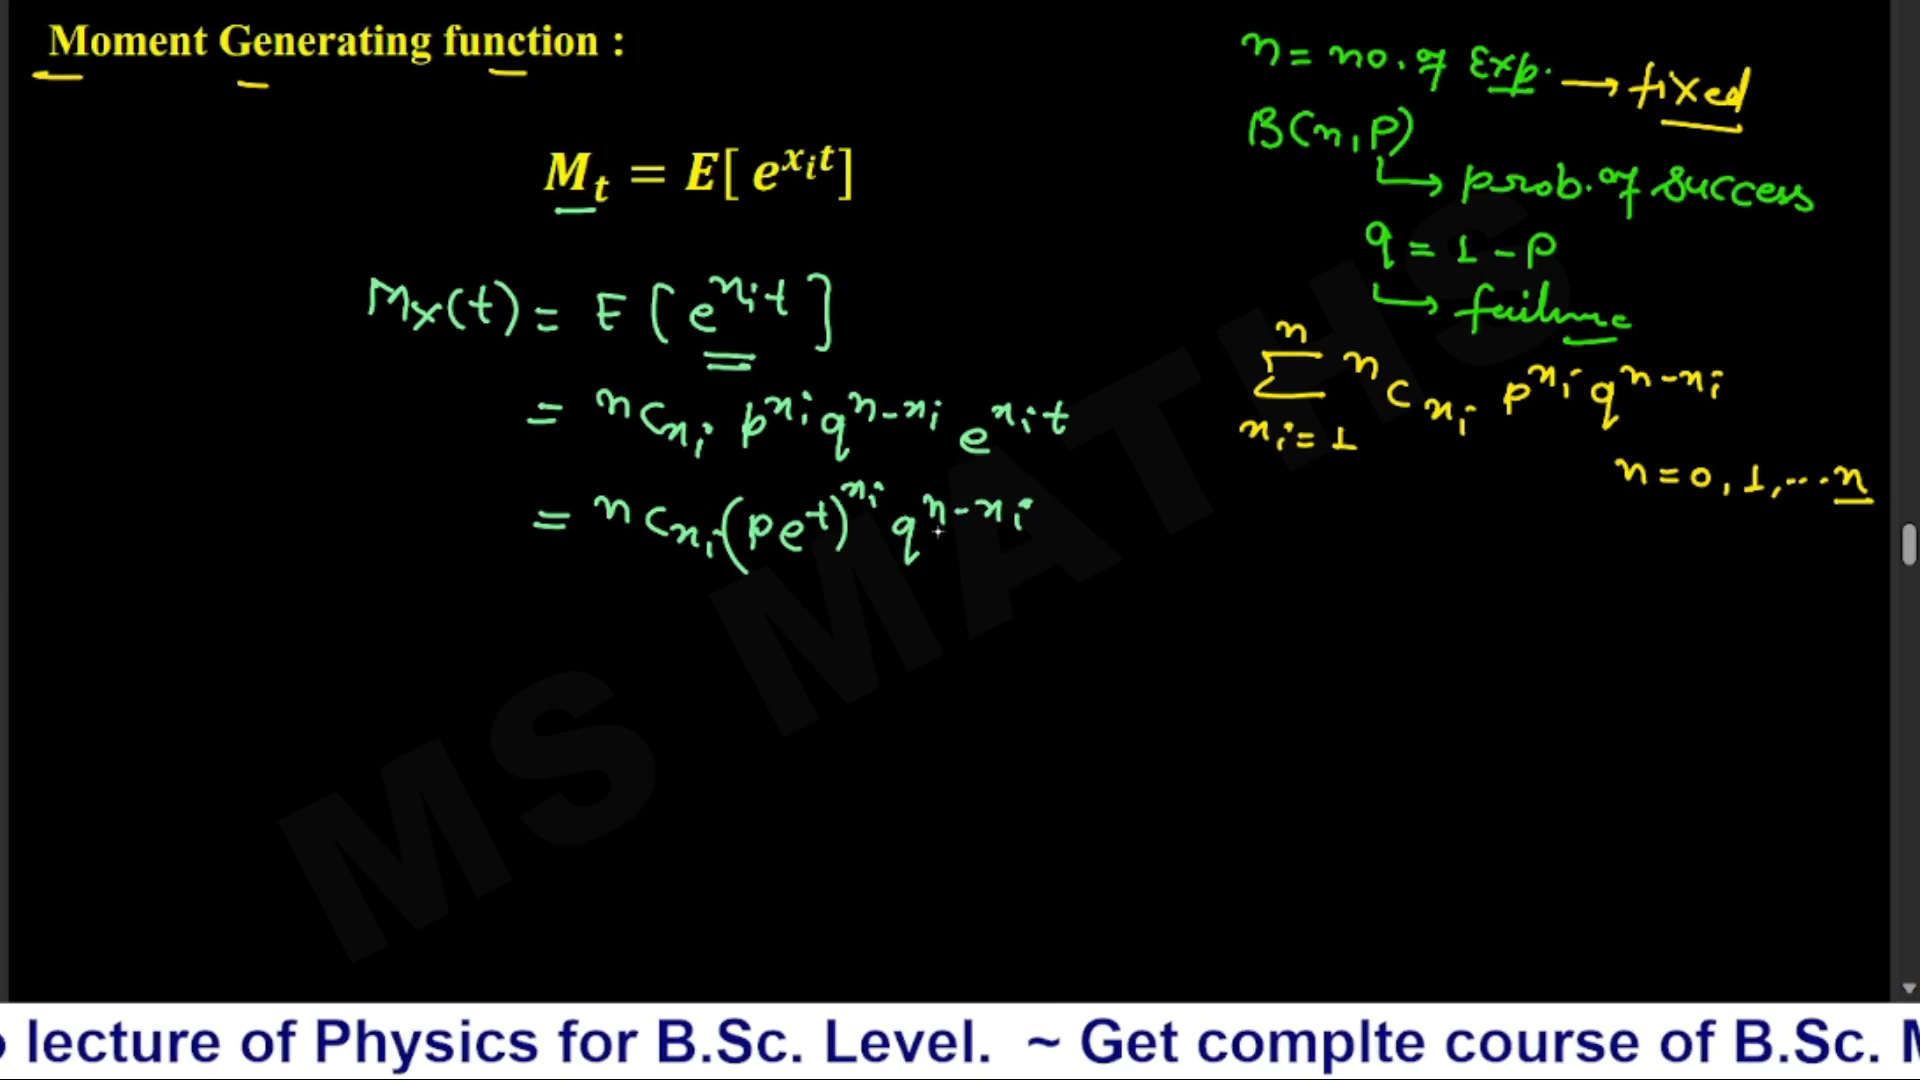 Moment Generating function :
M_t = E[ e^{x_i t}]
M_X(t) = E [ e^{x_i t} ]
= ^nC_{x_i} p^{x_i} q^{n-x_i} e^{x_i t}
= ^nC_{x_i} (pe^t)^{x_i} q^{n-x_i}
n = no. of Exp. → fixed
B(n, P)
↳ prob. of success
q = 1 - P
↳ failure
\sum_{x_i=1}^{n} ^nC_{x_i} p^{x_i} q^{n-x_i}
n = 0, 1, ... n
MS MATHS
lecture of Physics for B.Sc. Level. ~ Get complte course of B.Sc.